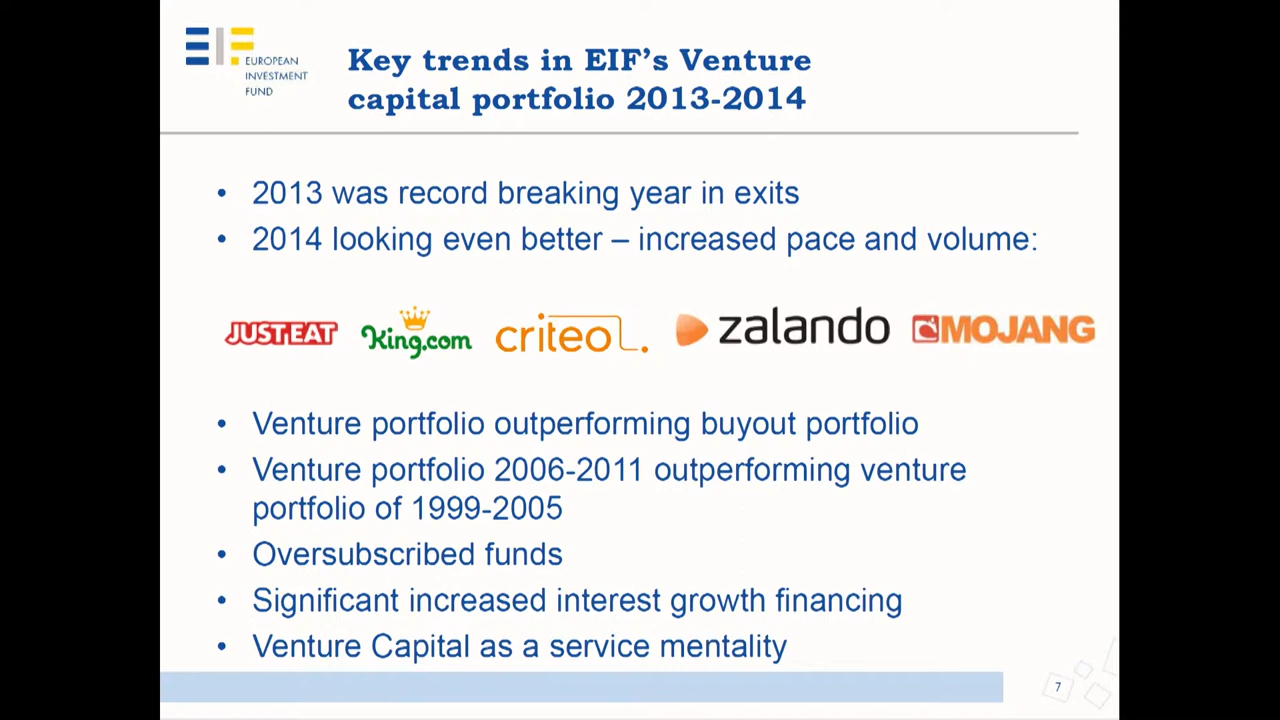 EIF
EUROPEAN
INVESTMENT
FUND
Key trends in EIF’s Venture
capital portfolio 2013-2014
• 2013 was record breaking year in exits
• 2014 looking even better – increased pace and volume:
JUST EAT King.com criteo. zalando MOJANG
• Venture portfolio outperforming buyout portfolio
• Venture portfolio 2006-2011 outperforming venture
portfolio of 1999-2005
• Oversubscribed funds
• Significant increased interest growth financing
• Venture Capital as a service mentality
7